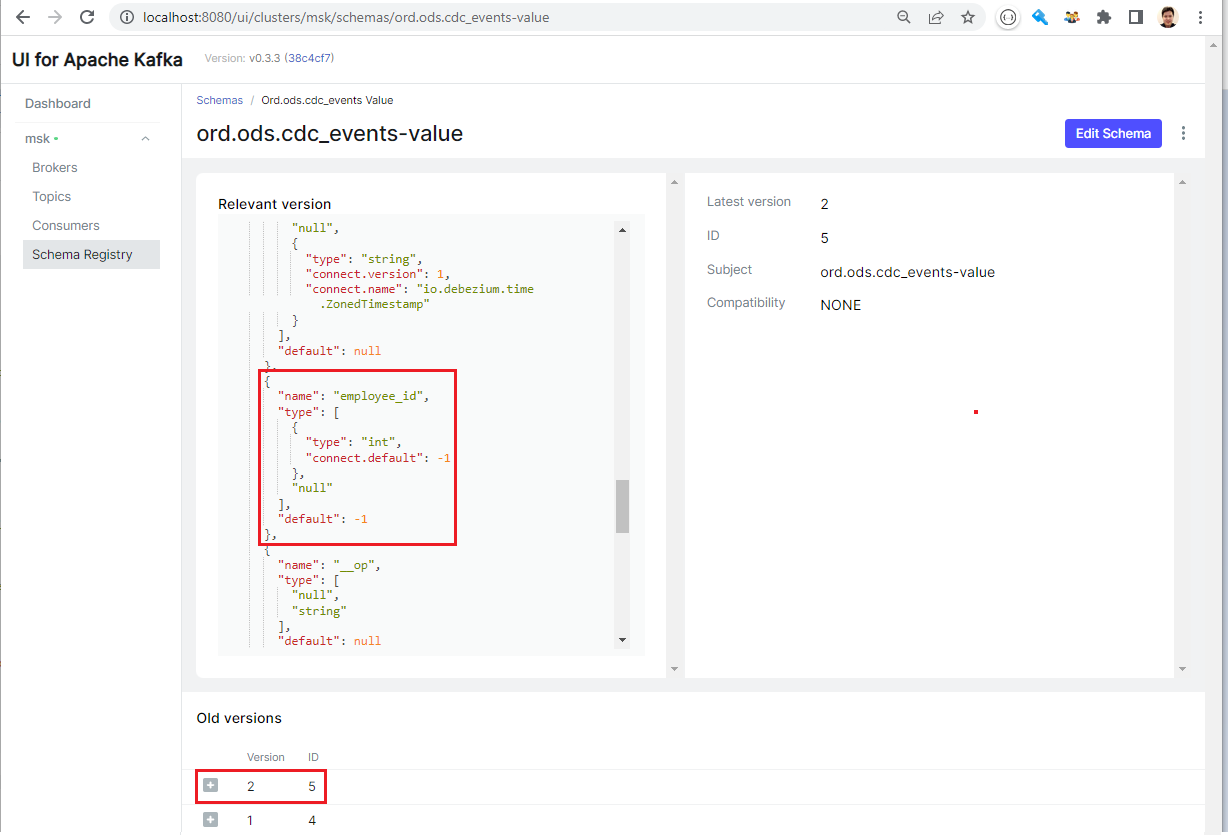 localhost:8080/ui/clusters/msk/schemas/ord.ods.cdc_events-value
UI for Apache Kafka
Version: v0.3.3 (38c4cf7)
Dashboard
msk
Brokers
Topics
Consumers
Schema Registry
Schemas / Ord.ods.cdc_events Value
ord.ods.cdc_events-value
Edit Schema
Relevant version
"null",
{
"type": "string",
"connect.version": 1,
"connect.name": "io.debezium.time
.ZonedTimestamp"
}
],
"default": null
},
{
"name": "employee_id",
"type": [
{
"type": "int",
"connect.default": -1
},
"null"
],
"default": -1
},
{
"name": "__op",
"type": [
"null",
"string"
],
"default": null
Latest version 2
ID 5
Subject ord.ods.cdc_events-value
Compatibility NONE
Old versions
Version ID
2 5
1 4